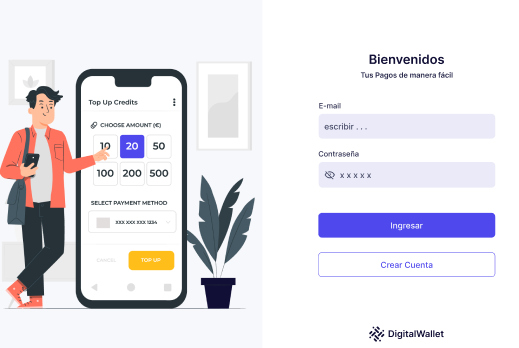 Top Up Credits
CHOOSE AMOUNT (€)
10 20 50
100 200 500
SELECT PAYMENT METHOD
XXX XXX XXX 1234
CANCEL TOP UP
Bienvenidos
Tus Pagos de manera fácil
E-mail
escribir . . .
Contraseña
x x x x x
Ingresar
Crear Cuenta
DigitalWallet